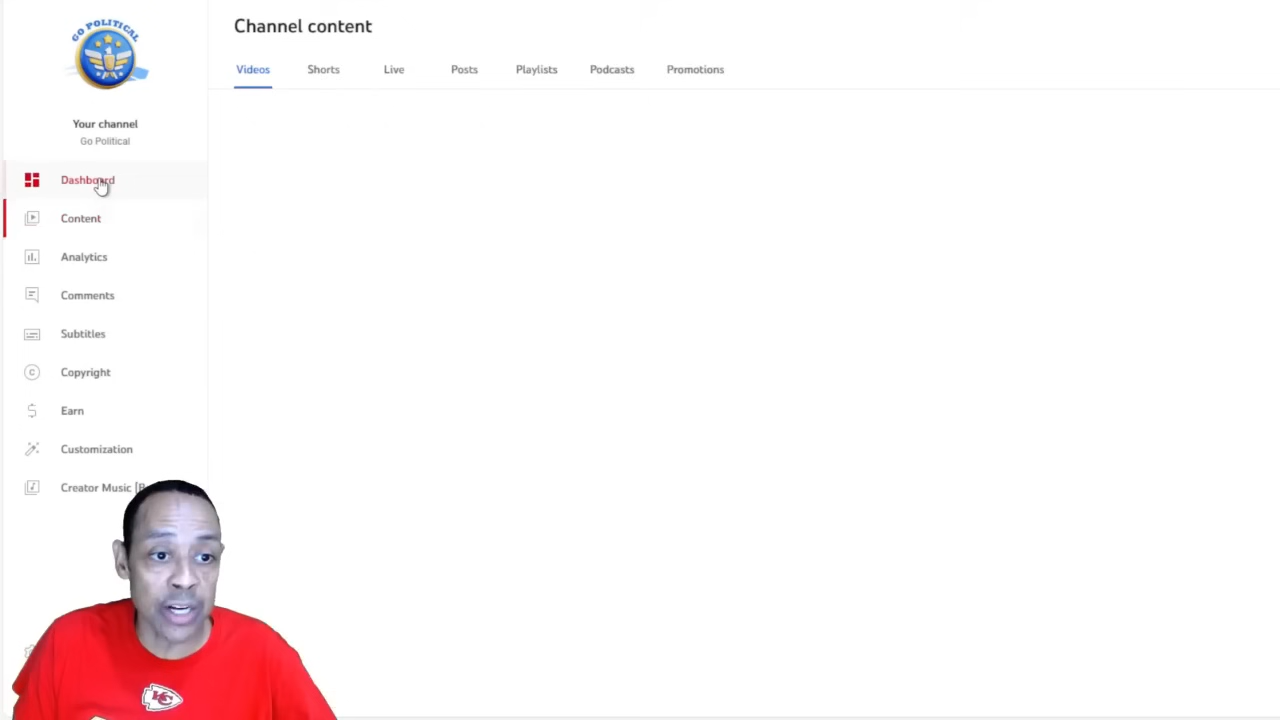 GO POLITICAL
Your channel
Go Political
Dashboard
Content
Analytics
Comments
Subtitles
Copyright
Earn
Customization
Creator Music
Channel content
Videos
Shorts
Live
Posts
Playlists
Podcasts
Promotions
KC